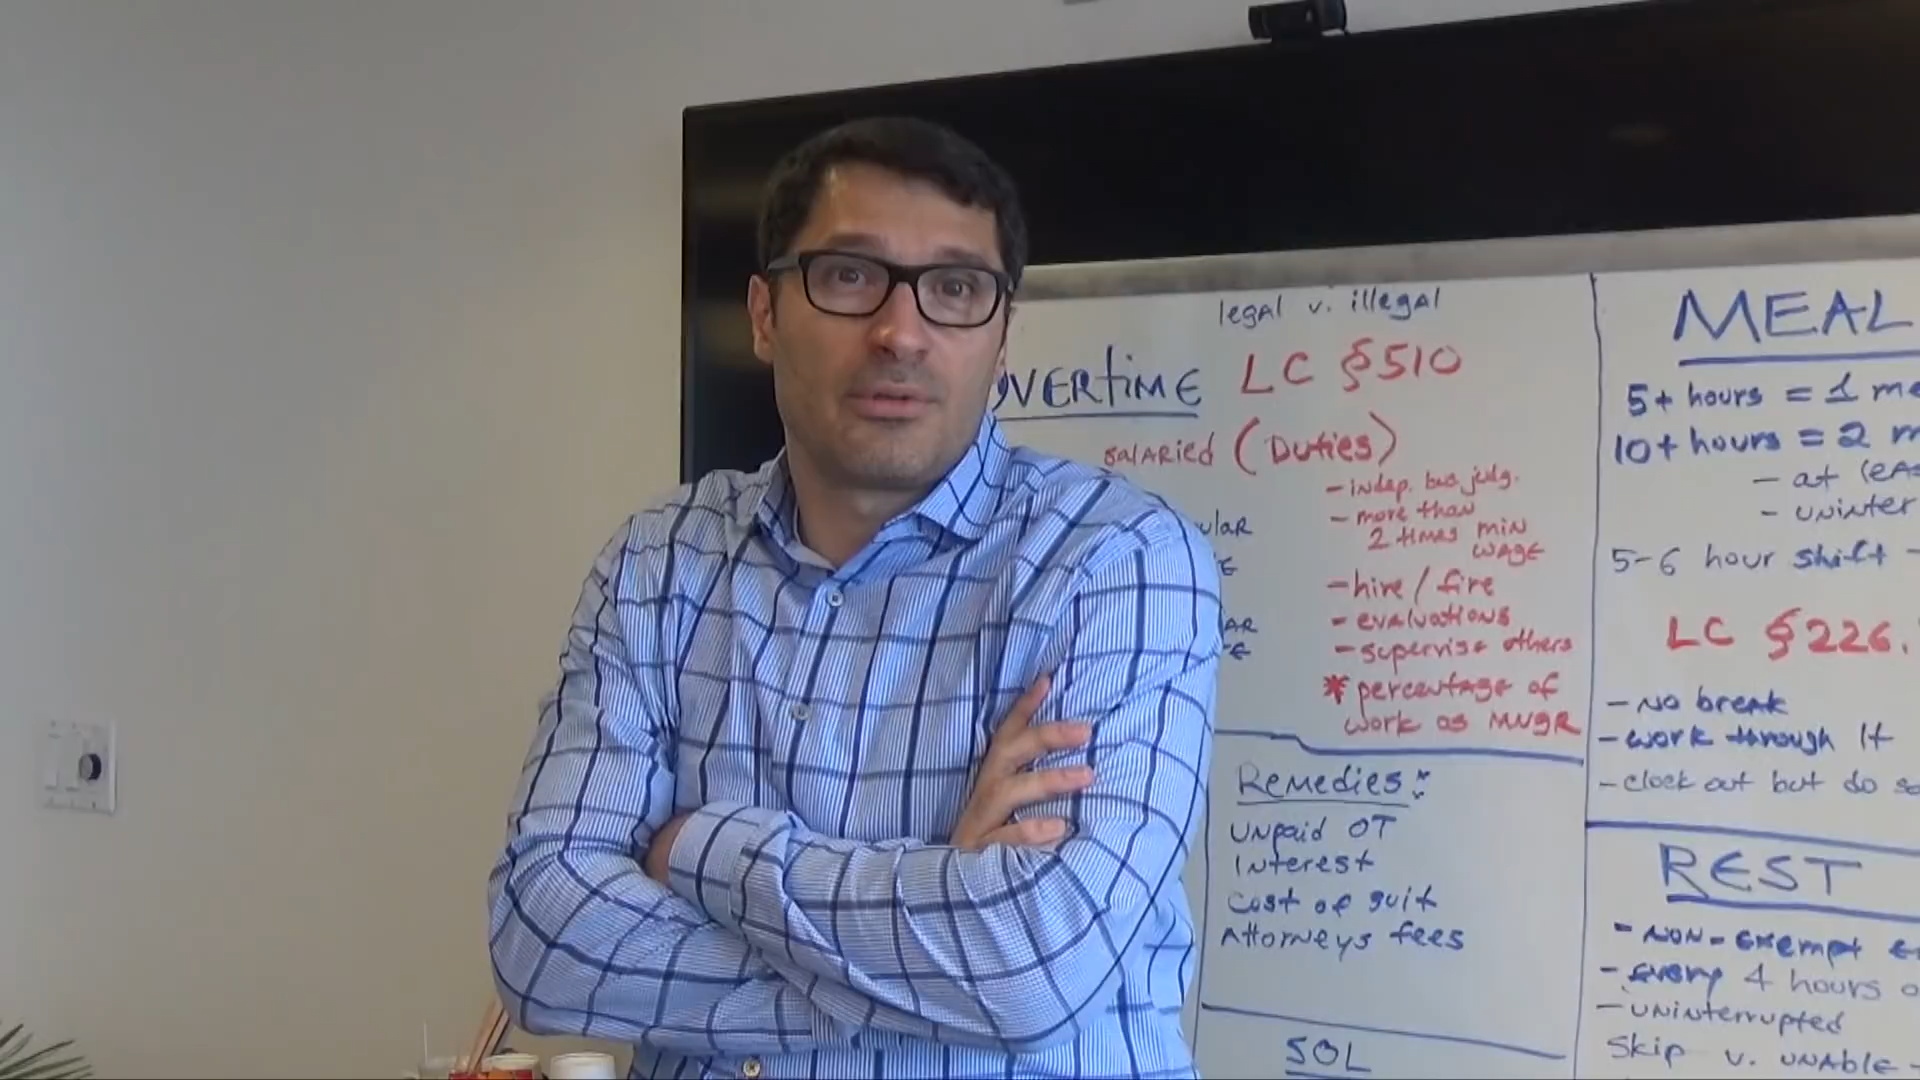 legal v. illegal
OVERTIME LC §510
salaried (Duties)
- indep. bus. judg.
- more than
2 times min
wage
- hire / fire
- evaluations
- supervise others
* percentage of
work as MNGR
Remedies:
Unpaid OT
Interest
Cost of suit
Attorneys fees
SOL
MEAL
5+ hours = 1
10+ hours = 2
- at
- uninter
5-6 hour shift -
LC §226.
- No break
- work through it
- clock out but do
REST
- NON-exempt
- every 4 hours
- uninterrupted
Skip v. unable -